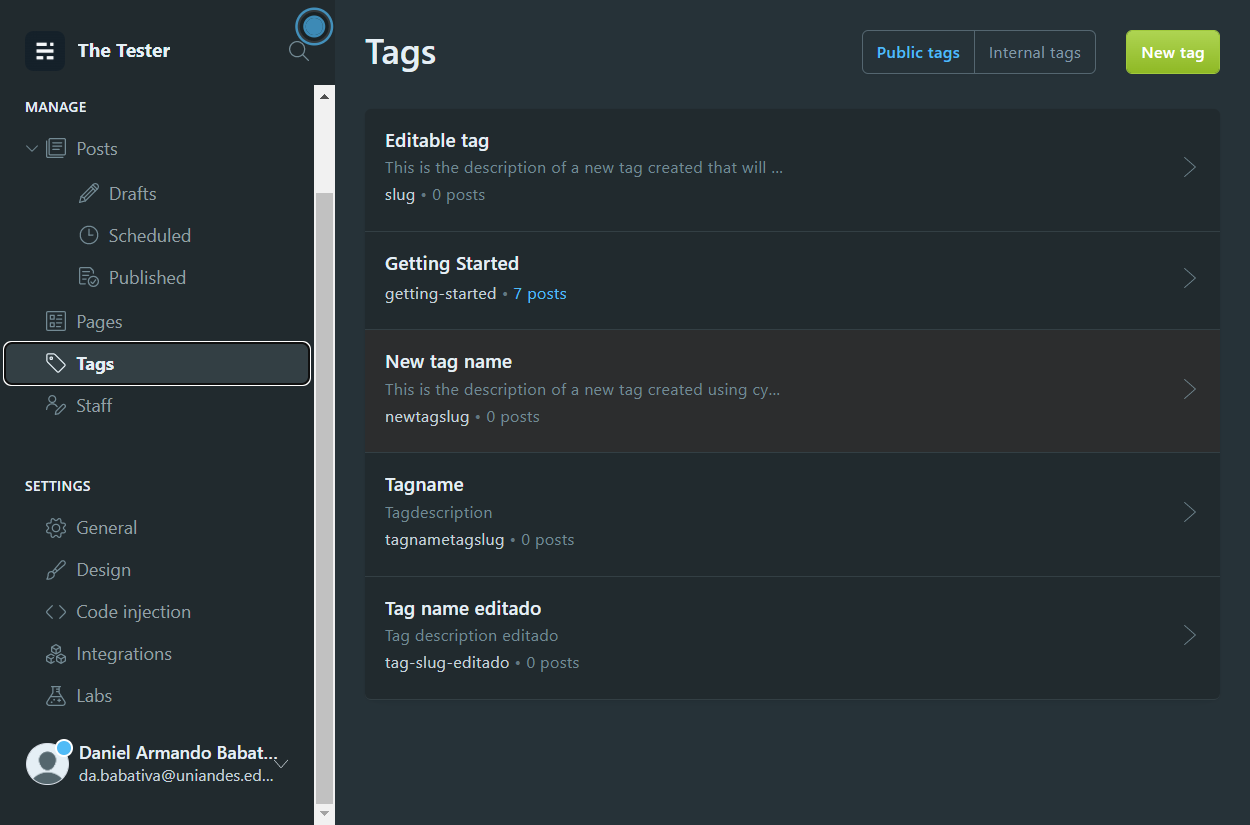 The Tester
MANAGE
Posts
Drafts
Scheduled
Published
Pages
Tags
Staff
SETTINGS
General
Design
Code injection
Integrations
Labs
Daniel Armando Babat...
da.babativa@uniandes.ed...
Tags
Public tags
Internal tags
New tag
Editable tag
This is the description of a new tag created that will ...
slug • 0 posts
Getting Started
getting-started • 7 posts
New tag name
This is the description of a new tag created using cy...
newtagslug • 0 posts
Tagname
Tagdescription
tagnametagslug • 0 posts
Tag name editado
Tag description editado
tag-slug-editado • 0 posts